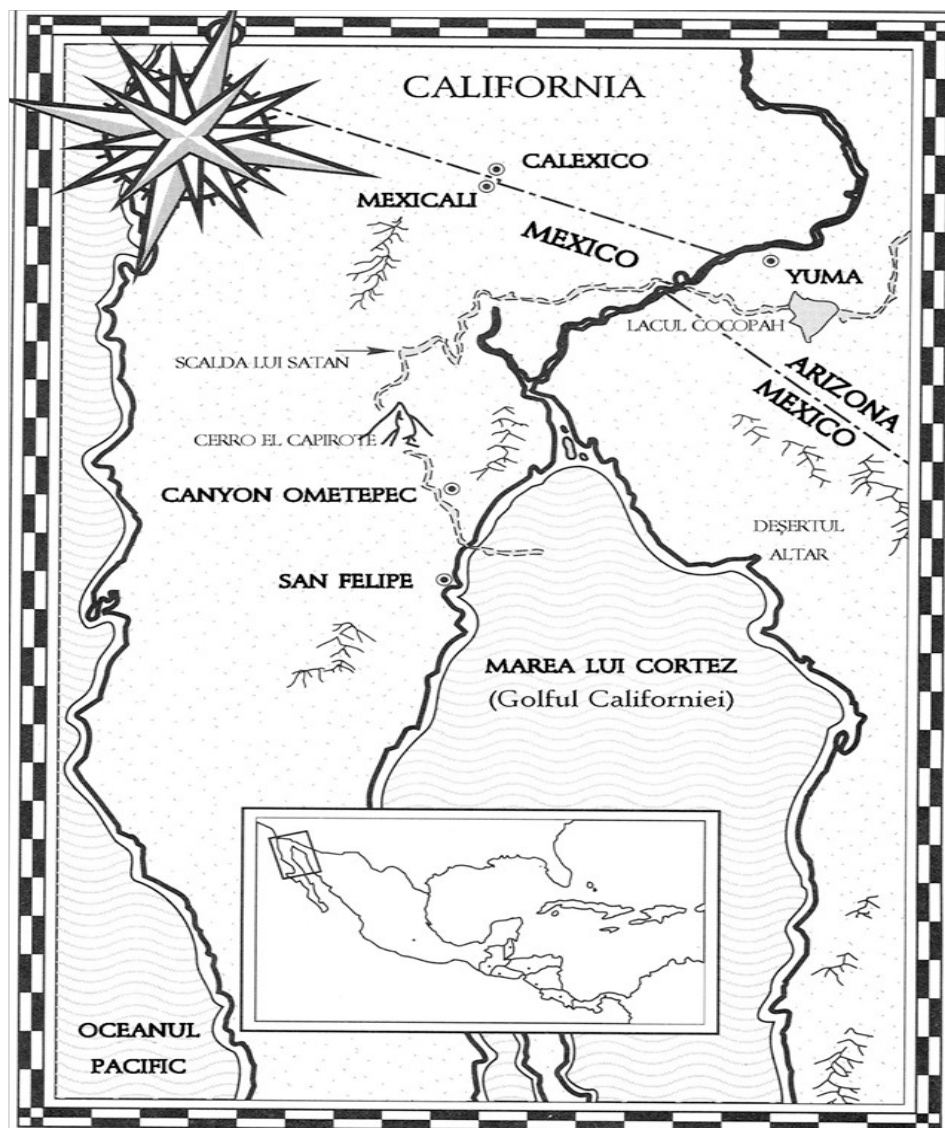 CALIFORNIA
CALEXICO
MEXICALI
MEXICO
YUMA
LACUL COCOPAH
SCALDA LUI SATAN
ARIZONA
MEXICO
CERRO EL CAPIROTE
CANYON OMETEPEC
DEȘERTUL
ALTAR
SAN FELIPE
MAREA LUI CORTEZ
(Golful Californiei)
OCEANUL
PACIFIC